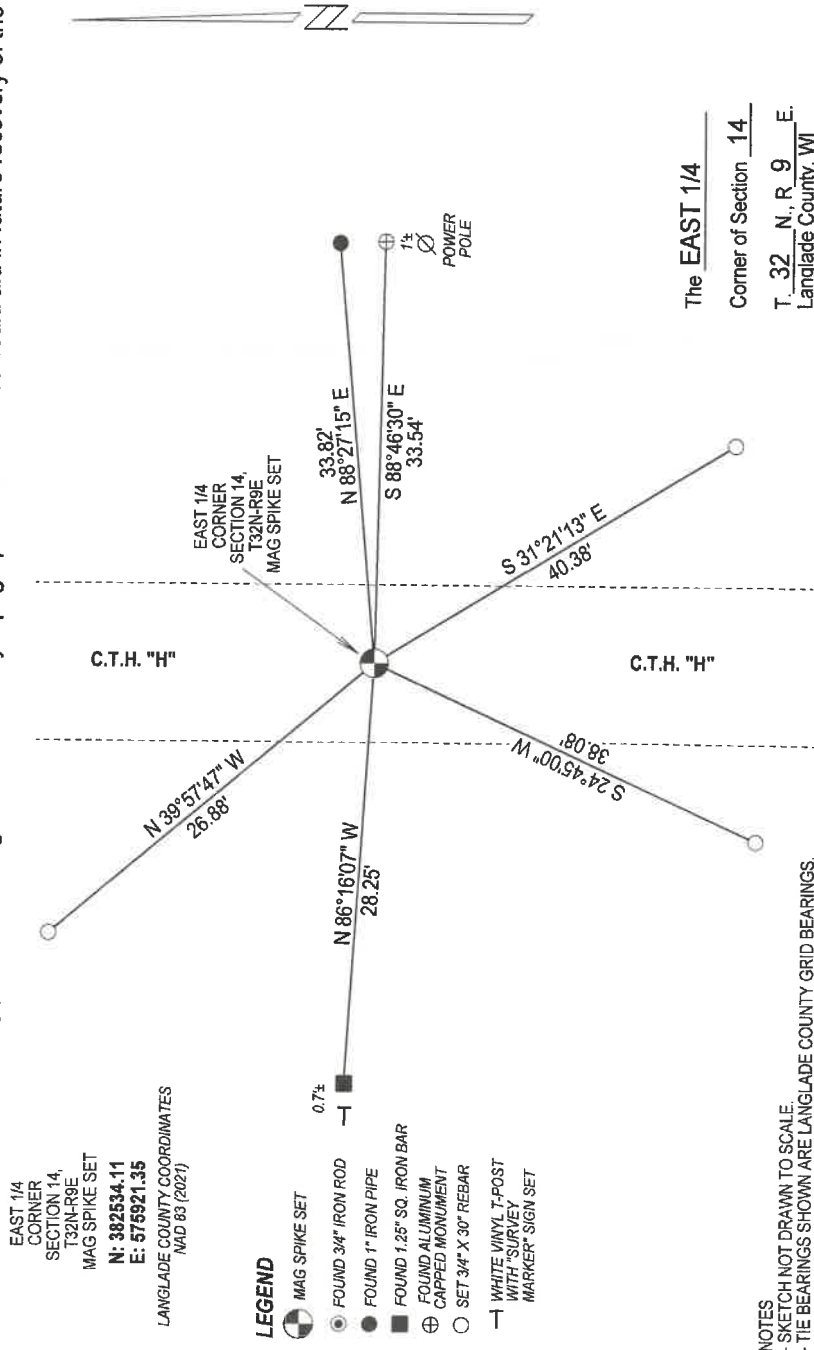 EAST 1/4
CORNER
SECTION 14,
T32N-R9E
MAG SPIKE SET
N: 382534.11
E: 575921.35
LANGLADE COUNTY COORDINATES
NAD 83 (2021)
LEGEND
MAG SPIKE SET
FOUND 3/4" IRON ROD
FOUND 1" IRON PIPE
FOUND 1.25" SQ. IRON BAR
FOUND ALUMINUM
CAPPED MONUMENT
SET 3/4" X 30" REBAR
WHITE VINYL T-POST
WITH "SURVEY
MARKER" SIGN SET
0.7'±
N 39°57'47" W
26.88'
N 86°16'07" W
28.25'
C.T.H. "H"
EAST 1/4
CORNER
SECTION 14,
T32N-R9E
MAG SPIKE SET
33.82'
N 88°27'15" E
S 88°46'30" E
33.54'
1'±
POWER
POLE
S 31°21'13" E
40.38'
S 24°45'00" W
38.08'
C.T.H. "H"
Z
The EAST 1/4
Corner of Section 14
T. 32 N., R 9 E.
Langlade County, WI
NOTES
- SKETCH NOT DRAWN TO SCALE.
- TIE BEARINGS SHOWN ARE LANGLADE COUNTY GRID BEARINGS.